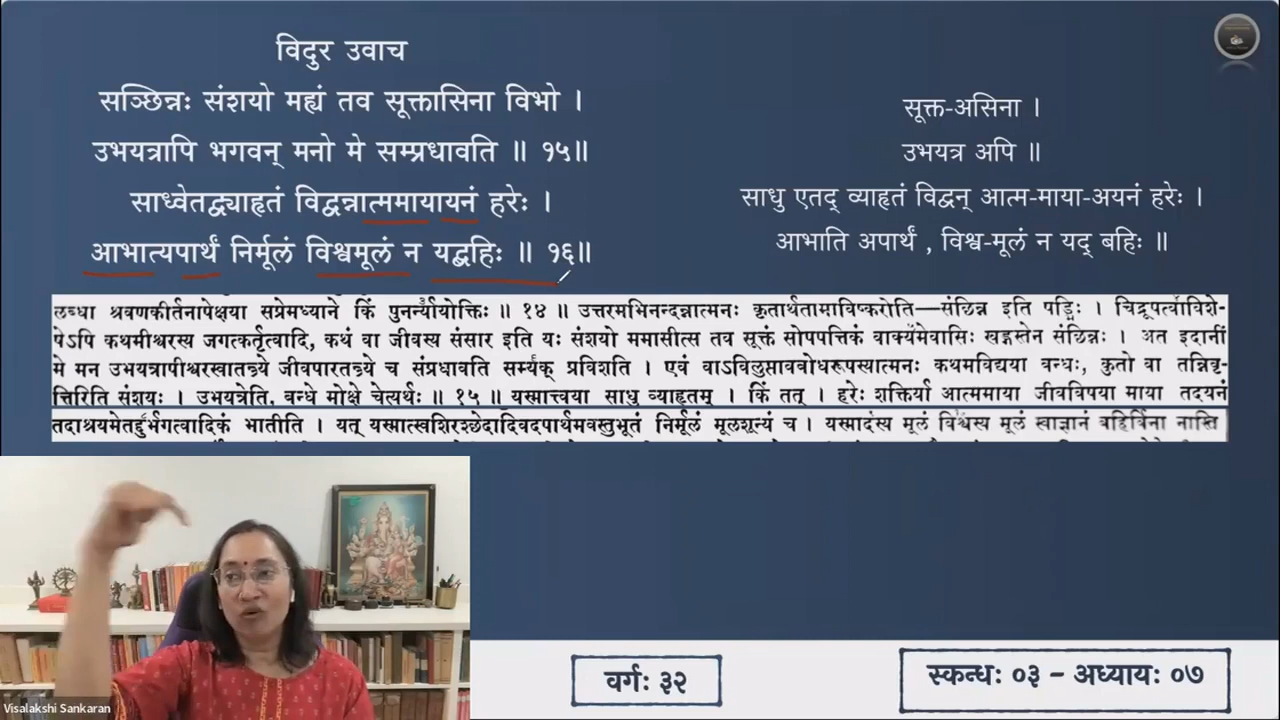 विदुर उवाच
सञ्छिन्नः संशयो मह्यं तव सूक्तासिना विभो ।
उभयत्रापि भगवन् मनो मे सम्प्रधावति ॥ १५॥
साध्वेतद्व्याहृतं विद्वन्नात्ममायायनं हरेः ।
आभात्यपार्थं निर्मूलं विश्वमूलं न यद्बहिः ॥ १६॥
सूक्त-असिना ।
उभयत्र अपि ॥
साधु एतद् व्याहृतं विद्वन् आत्म-माया-अयनं हरेः ।
आभाति अपार्थं , विश्व-मूलं न यद् बहिः ॥
लब्धा श्रवणकीर्तनापेक्षया सप्रेमध्याने किं पुनर्न्यायोक्तिः ॥ १४ ॥ उत्तरमभिनन्दन्नात्मनः कृतार्थतामाविष्करोति—संछिन्न इति षड्भिः । चिद्रूपत्वाविशे-
षेऽपि कथमीश्वरस्य जगत्कर्तृत्वादि, कथं वा जीवस्य संसार इति यः संशयो ममासीत्स तव सूक्तं सोपपत्तिकं वाक्यमेवासिः खड्गस्तेन संछिन्नः । अत इदानीं
मे मन उभयत्रापीश्वरस्वातन्त्र्ये जीवपारतन्त्र्ये च संप्रधावति सम्यक् प्रविशति । एवं वाऽविलुप्तावबोधरूपस्यात्मनः कथमविद्यया बन्धः, कुतो वा तन्निवृ-
त्तिरिति संशयः । उभयत्रेति, बन्धे मोक्षे चेत्यर्थः ॥ १५ ॥ यस्मात्त्वया साधु व्याहृतम् । किं तत् । हरेः शक्तिर्या आत्ममाया जीवविषया माया तदयनं
तदाश्रयमेतद्दुर्भगत्वादिकं भातीति । यत् यस्मात्स्वशिरश्छेदादिवदपार्थमवस्तुभूतं निर्मूलं मूलशून्यं च । यस्मादस्य मूलं विश्वस्य मूलं स्वाज्ञानं बहिर्विना नास्ति
Visalakshi Sankaran
वर्गः ३२
स्कन्धः ०३ - अध्यायः ०७